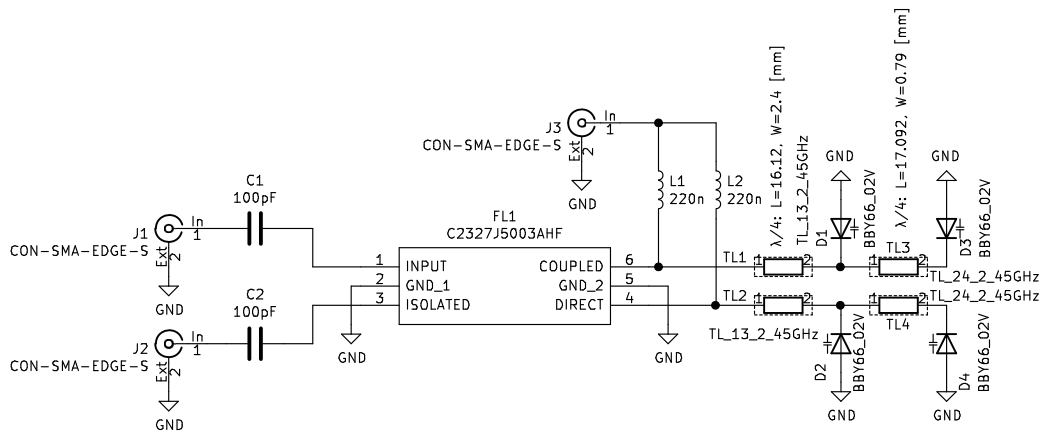 λ/4: L=16.12, W=2.4 [mm]
λ/4: L=17.092, W=0.79 [mm]
J3
In
1
CON-SMA-EDGE-S
Ext
2
GND
L1
220n
L2
220n
TL_13_2_45GHz
GND
GND
D1
BBY66_02V
D3
BBY66_02V
C1
100pF
J1
In
1
CON-SMA-EDGE-S
Ext
2
GND
FL1
C2327J5003AHF
1
INPUT
COUPLED
6
2
GND_1
GND_2
5
3
ISOLATED
DIRECT
4
GND
GND
TL1
1
2
TL3
1
2
TL_24_2_45GHz
TL2
1
2
TL_13_2_45GHz
1
2
TL4
TL_24_2_45GHz
C2
100pF
J2
In
1
CON-SMA-EDGE-S
Ext
2
GND
D2
BBY66_02V
GND
D4
BBY66_02V
GND